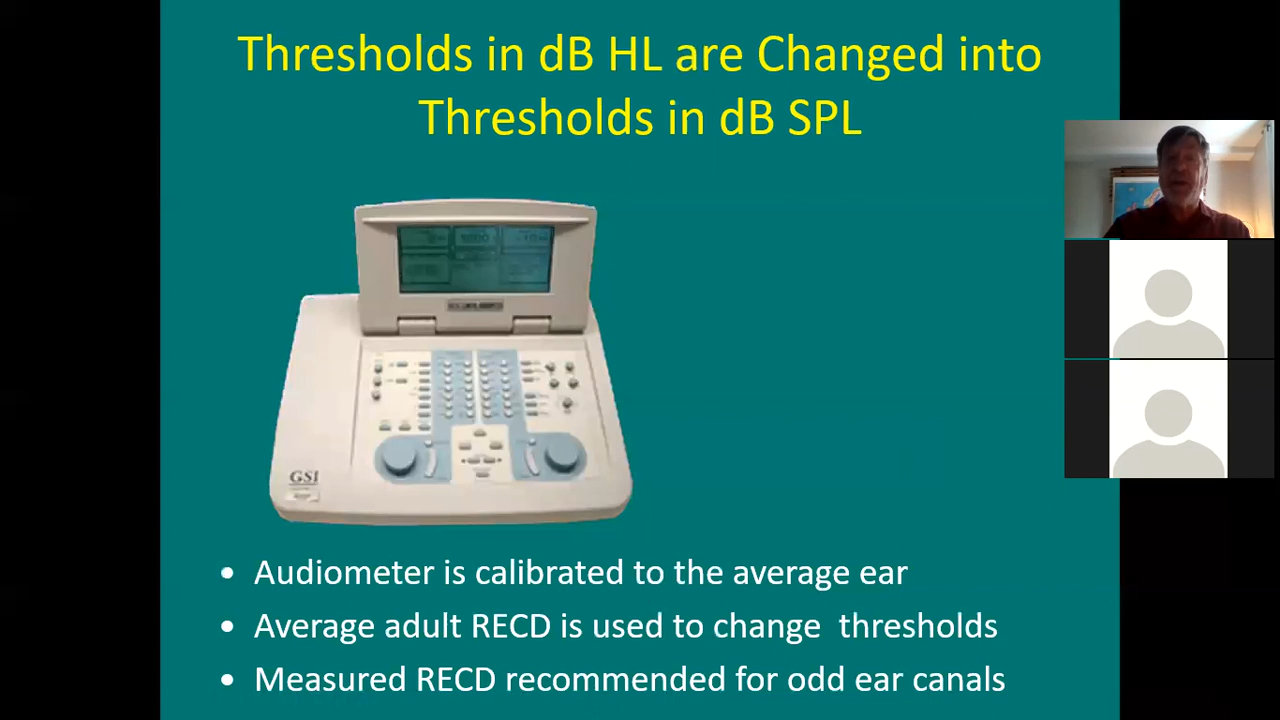 Thresholds in dB HL are Changed into
Thresholds in dB SPL
GSI
• Audiometer is calibrated to the average ear
• Average adult RECD is used to change  thresholds
• Measured RECD recommended for odd ear canals